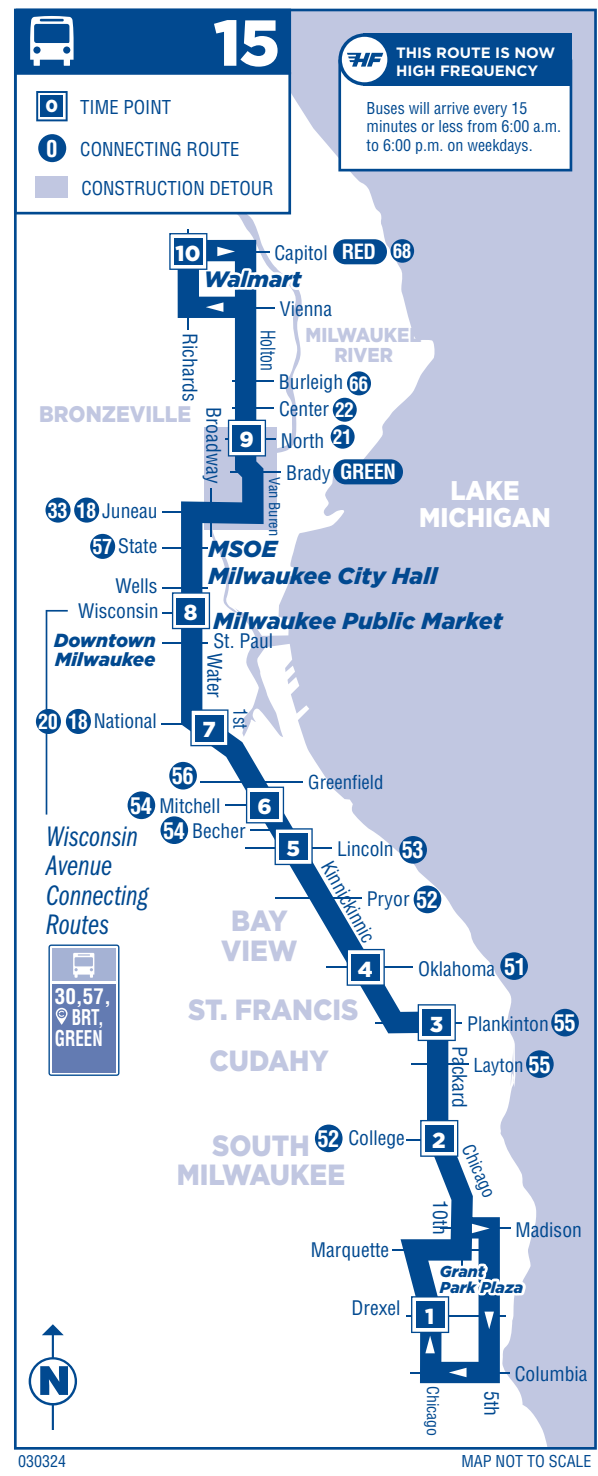 15
0 TIME POINT
0 CONNECTING ROUTE
CONSTRUCTION DETOUR
HF
THIS ROUTE IS NOW
HIGH FREQUENCY
Buses will arrive every 15
minutes or less from 6:00 a.m.
to 6:00 p.m. on weekdays.
10
Capitol RED 68
Walmart
Vienna
Richards
Holton
MILWAUKEE
RIVER
Burleigh 66
Center 22
BRONZEVILLE
Broadway
9
North 21
Brady GREEN
Van Buren
LAKE
MICHIGAN
33 18 Juneau
57 State
MSOE
Wells
Milwaukee City Hall
Wisconsin
8
Milwaukee Public Market
Downtown
Milwaukee
St. Paul
Water
20 18 National
7
1st
56
Greenfield
54 Mitchell
6
54 Becher
5
Lincoln 53
Wisconsin
Avenue
Connecting
Routes
30,57,
© BRT,
GREEN
Kinnickinnic
Pryor 52
BAY
VIEW
4
Oklahoma 51
ST. FRANCIS
3
Plankinton 55
CUDAHY
Packard
Layton 55
52 College
2
SOUTH
MILWAUKEE
Chicago
10th
Madison
Marquette
Grant
Park Plaza
Drexel
1
Columbia
Chicago
5th
N
030324
MAP NOT TO SCALE